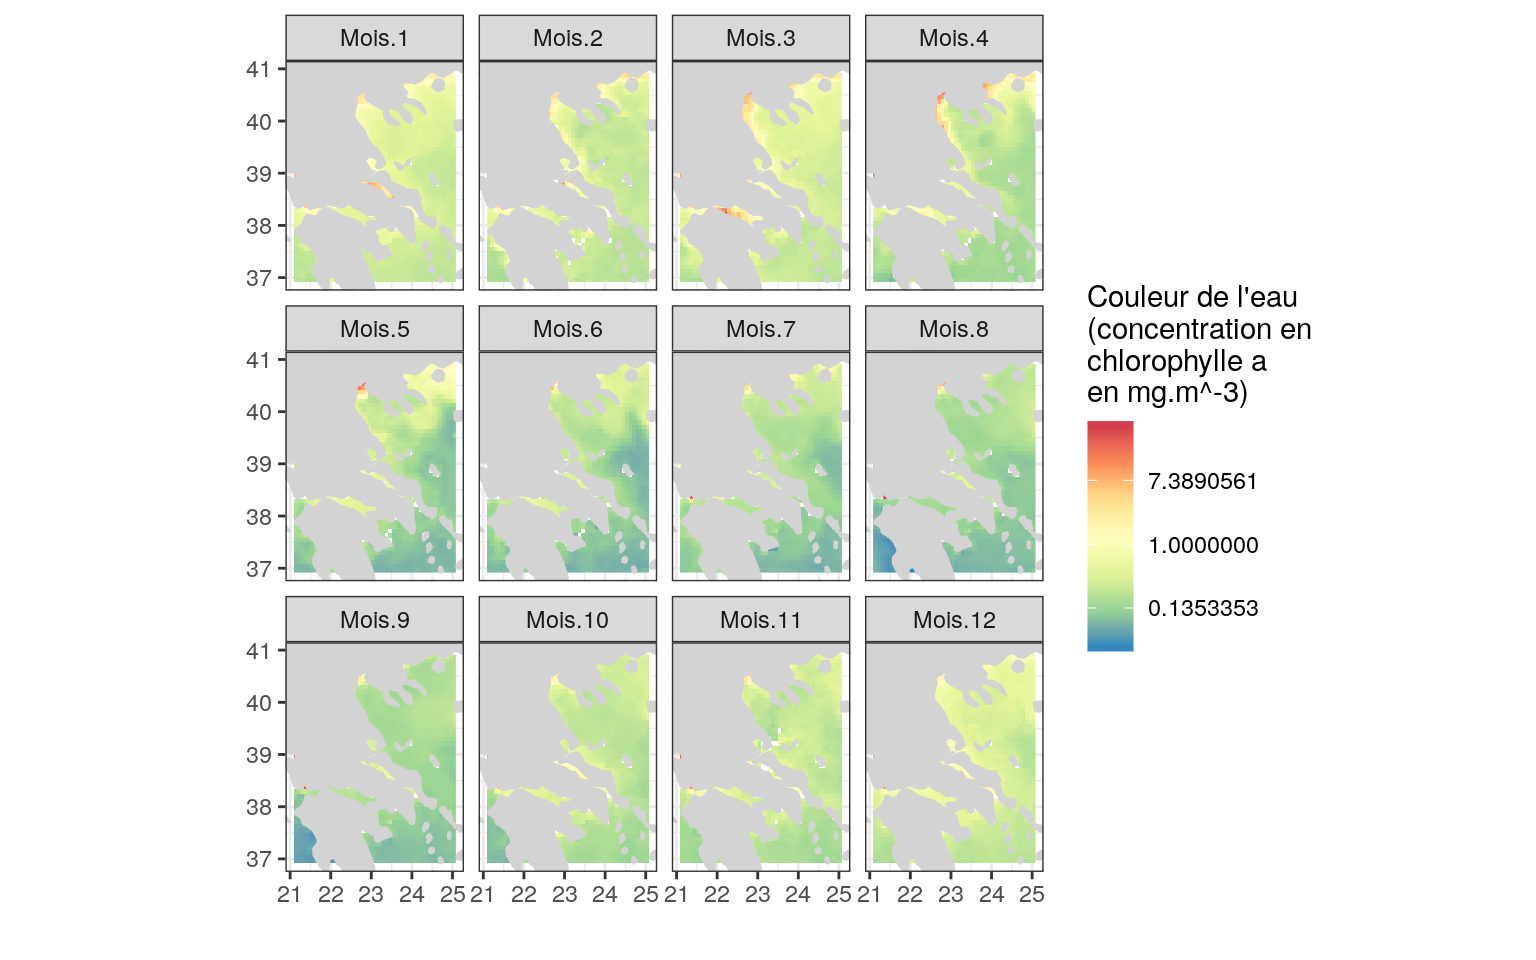 Mois.1 Mois.2 Mois.3 Mois.4
41
40
39
38
37
Mois.5 Mois.6 Mois.7 Mois.8
41
40
39
38
37
Mois.9 Mois.10 Mois.11 Mois.12
41
40
39
38
37
21 22 23 24 25 21 22 23 24 25 21 22 23 24 25 21 22 23 24 25
Couleur de l'eau
(concentration en
chlorophylle a
en mg.m^-3)
7.3890561
1.0000000
0.1353353